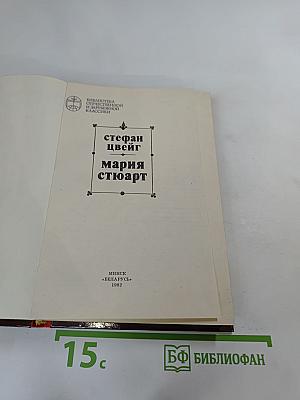 БИБЛИОТЕКА
ОТЕЧЕСТВЕННОЙ
И ЗАРУБЕЖНОЙ
КЛАССИКИ
СТЕФАН
ЦВЕЙГ
МАРИЯ
СТЮАРТ
МИНСК
«БЕЛАРУСЬ»
1982
15с
БФ БИБЛИОФАН